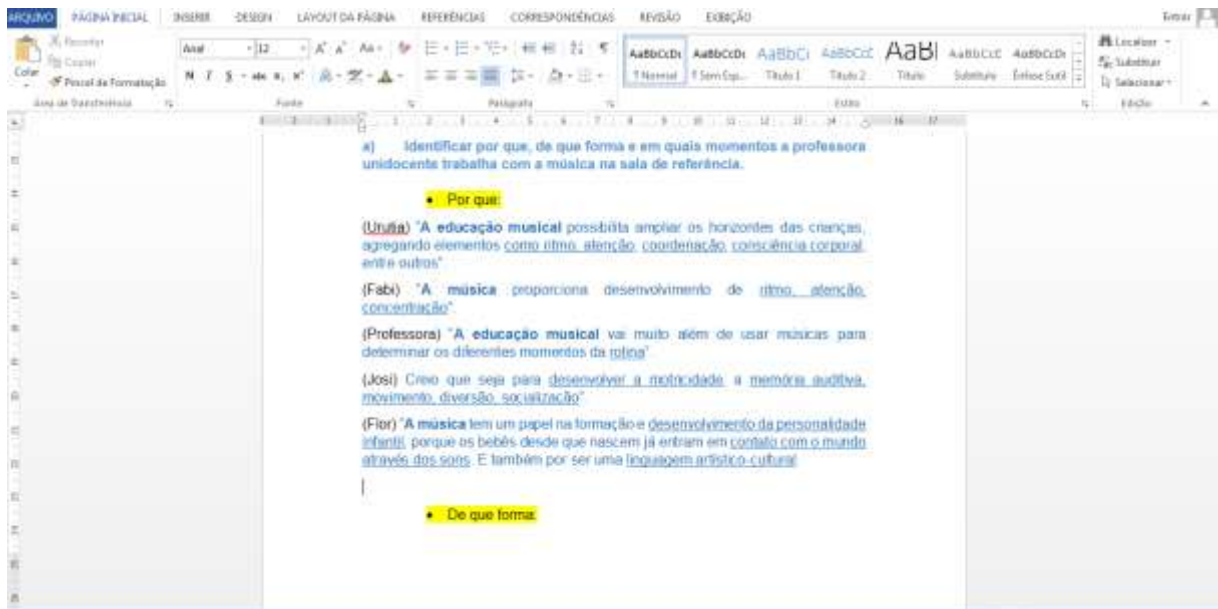 ARQUIVO PÁGINA INICIAL INSERIR DESIGN LAYOUT DA PÁGINA REFERÊNCIAS CORRESPONDÊNCIAS REVISÃO EXIBIÇÃO Entrar
Recortar
Copiar
Colar
Pincel de Formatação
Arial 12
AaBbCcDc AaBbCcDc AaBbCc AaBbCcC AaBl AaBbCcC AaBbCcDc
¶ Normal ¶ Sem Esp... Título 1 Título 2 Título Subtítulo Ênfase Sutil
Localizar
Substituir
Selecionar
Área de Transferência Fonte Parágrafo Estilo Edição
a) Identificar por que, de que forma e em quais momentos a professora
unidocente trabalha com a música na sala de referência.
• Por que:
(Urutia) "A educação musical possibilita ampliar os horizontes das crianças,
agregando elementos como ritmo, atenção, coordenação, consciência corporal,
entre outros"
(Fabi) "A música proporciona desenvolvimento de ritmo, atenção,
concentração".
(Professora) "A educação musical vai muito além de usar músicas para
determinar os diferentes momentos da rotina"
(Josi) Creio que seja para desenvolver a motricidade, a memória auditiva,
movimento, diversão, socialização"
(Flor) "A música tem um papel na formação e desenvolvimento da personalidade
infantil, porque os bebês desde que nascem já entram em contato com o mundo
através dos sons. E também por ser uma linguagem artístico-cultural
• De que forma: